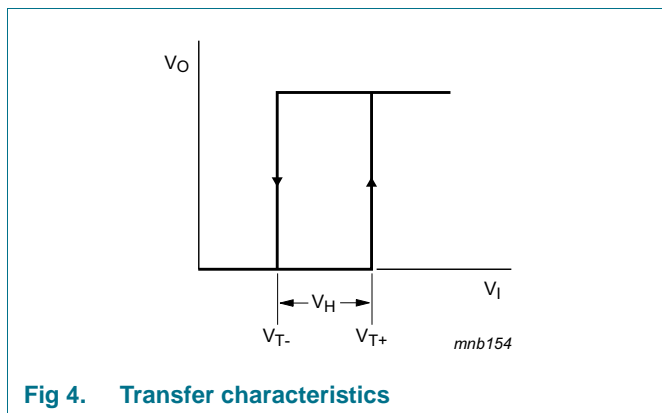 VO
VI
VH
VT- VT+
mnb154
Fig 4. Transfer characteristics